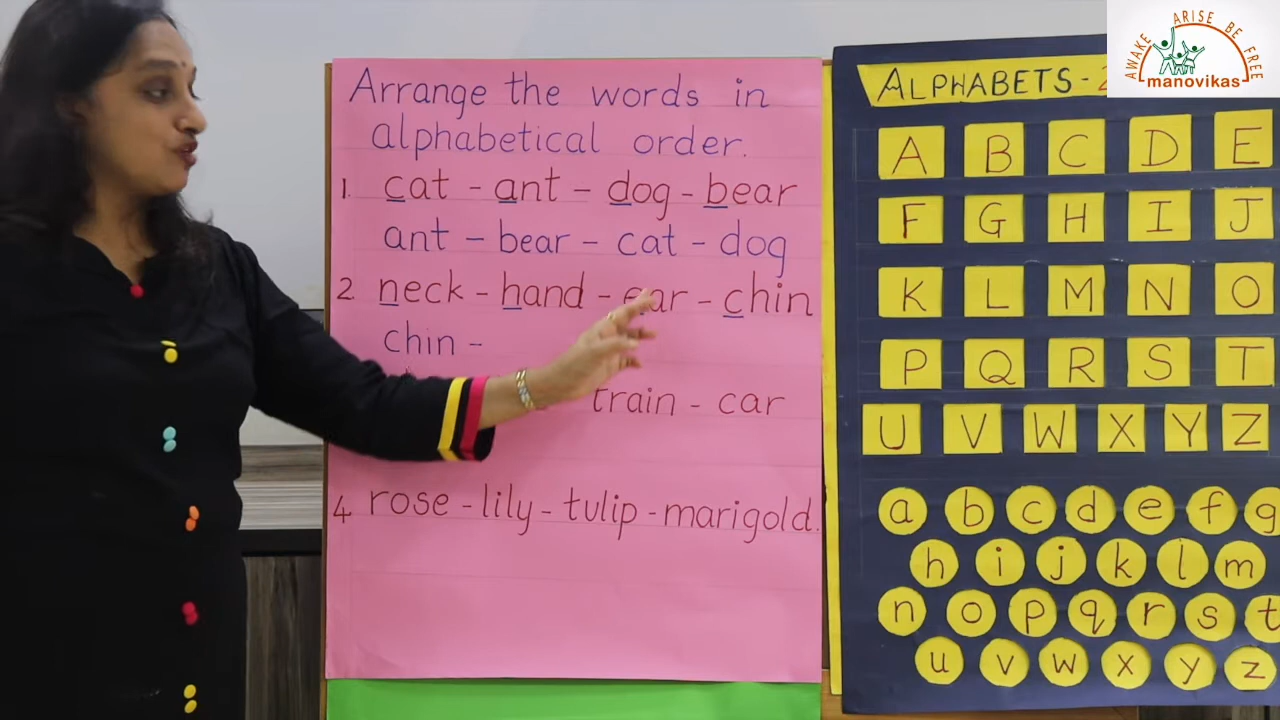 Arrange the words in
alphabetical order.
1. cat - ant - dog - bear
ant - bear - cat - dog
2. neck - hand - ear - chin
chin -
train - car
4. rose - lily - tulip - marigold.
ALPHABETS -
A B C D E
F G H I J
K L M N O
P Q R S T
U V W X Y Z
a b c d e f g
h i j k l m
n o p q r s t
u v w x y z
AWAKE ARISE BE FREE
manovikas